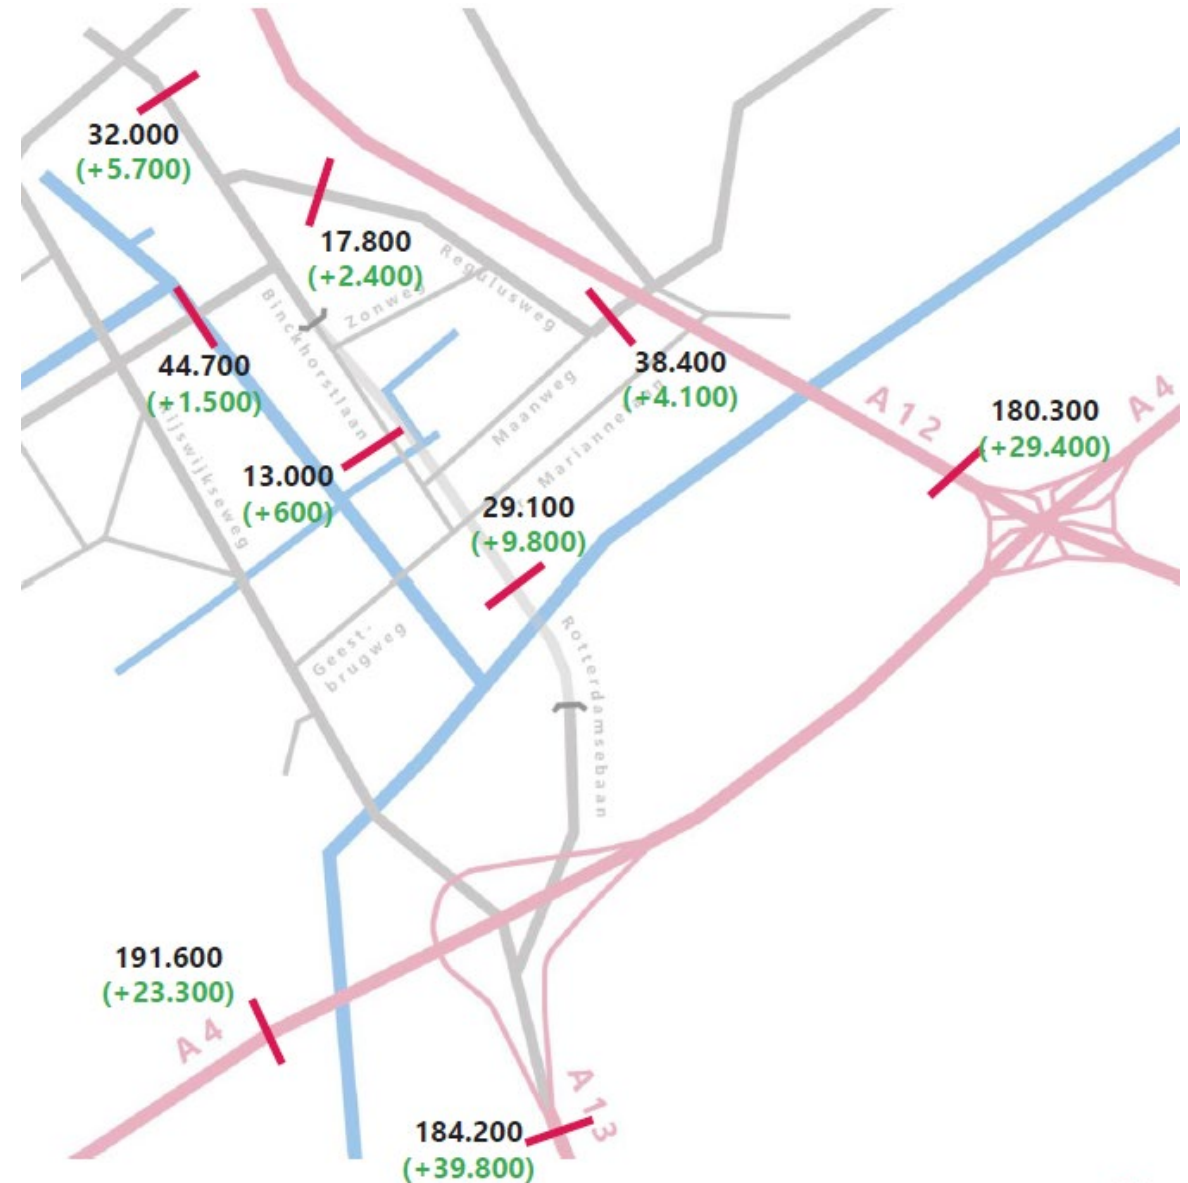 32.000
(+5.700)
17.800
(+2.400)
Regulusweg
Zonweg
Binckhorstlaan
44.700
(+1.500)
38.400
(+4.100)
Maanweg
Mariannelaan
A12
A4
180.300
(+29.400)
Rijswijkseweg
13.000
(+600)
29.100
(+9.800)
Geest-
brugweg
Rotterdamsebaan
191.600
(+23.300)
A4
A13
184.200
(+39.800)